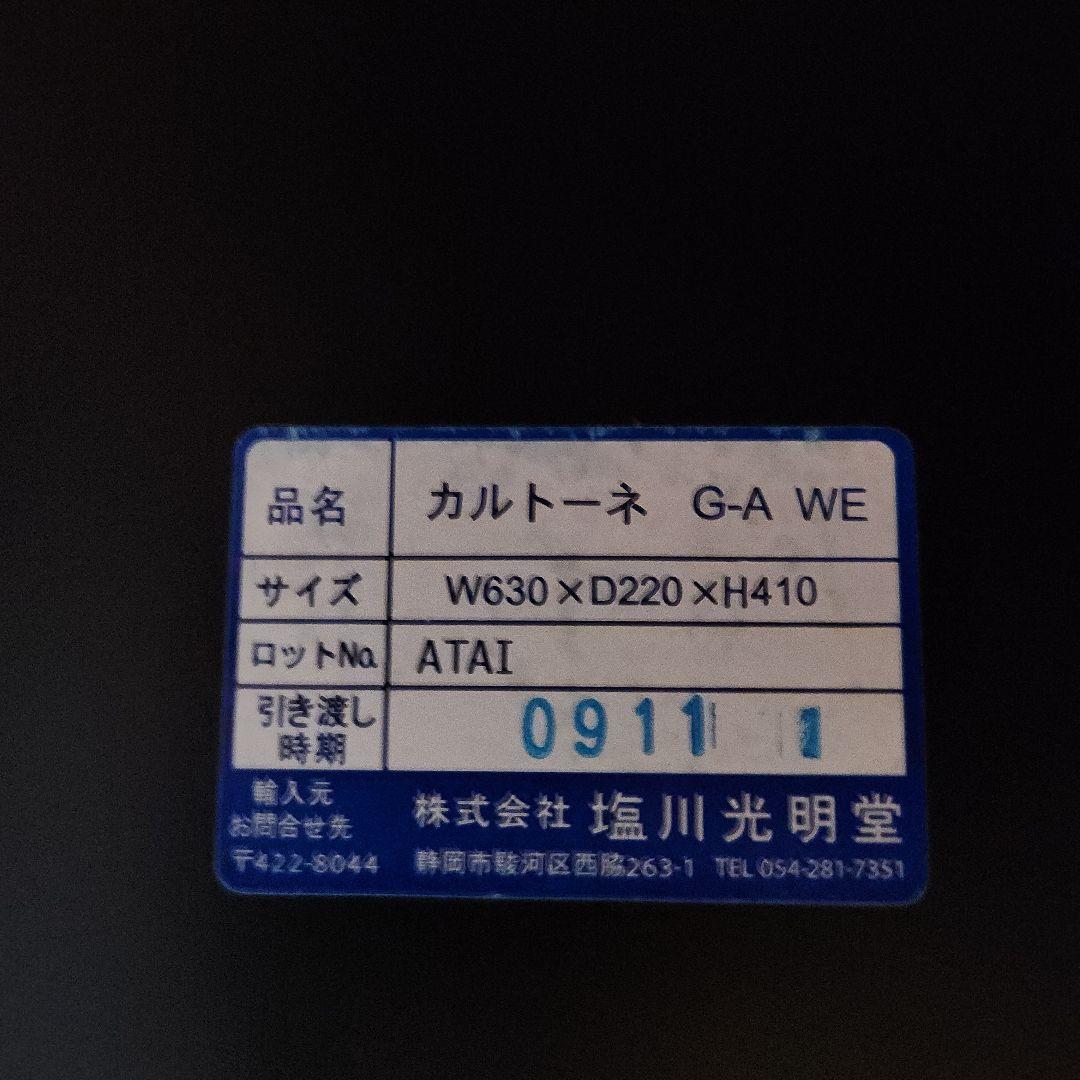 品名 カルトーネ G-A WE
サイズ W630×D220×H410
ロット№ ATAI
引き渡し 0911 1
時期
輸入元
お問合せ先
株式会社 塩川光明堂
〒422-8044 静岡市駿河区西脇263-1 TEL 054-281-7351